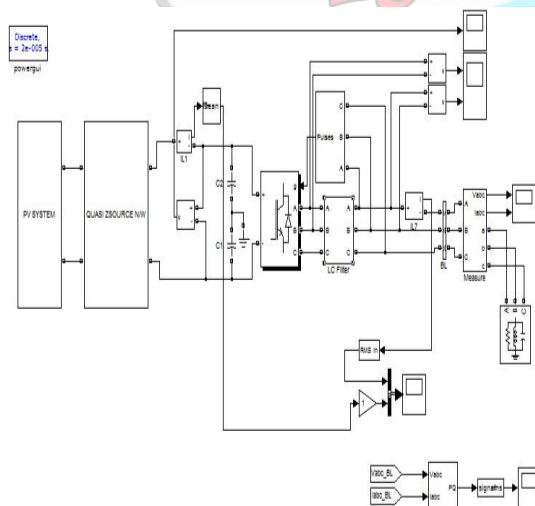 Discrete,
s = 2e-005 s.
powergui
Mean
IL1
PV SYSTEM
QUASI ZSOURCE N/W
C2
C1
Pulses
C
B
A
A
B
C
A
B
C
A
B
C
LC Filter
IL7
BL
A
B
C
Vabc
Iabc
a
b
c
Measure
A
B
C
RMS
1
Vabc_BL
Iabc_BL
Vabc
Iabc
PQ